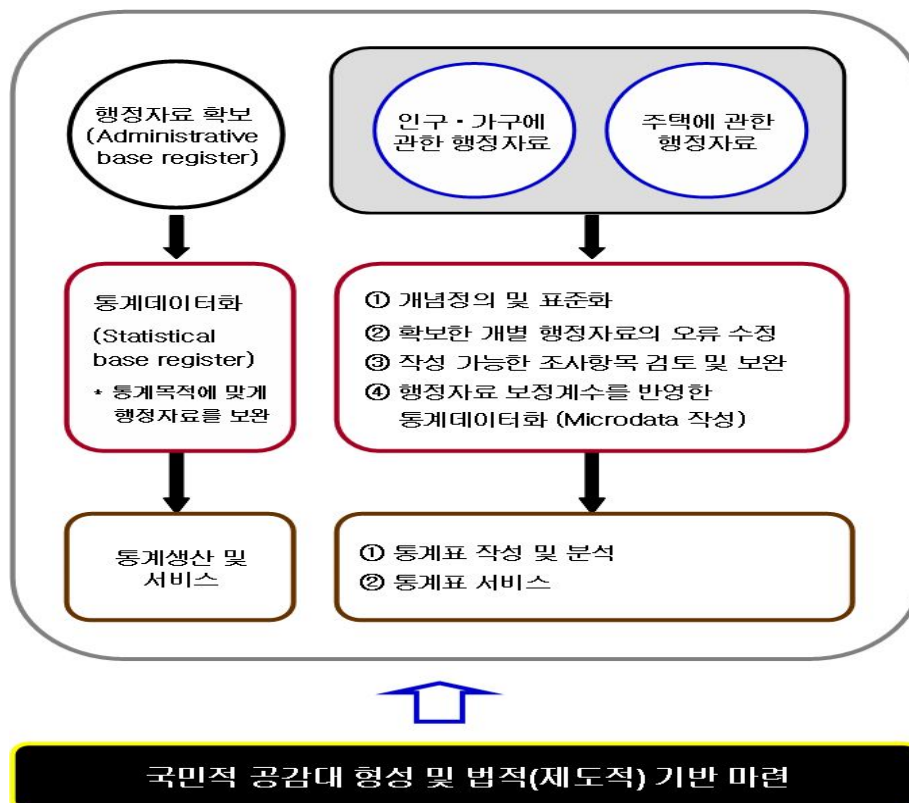 행정자료 확보
(Administrative
base register)
인구・가구에
관한 행정자료
주택에 관한
행정자료
통계데이터화
(Statistical
base register)
* 통계목적에 맞게
행정자료를 보완
① 개념정의 및 표준화
② 확보한 개별 행정자료의 오류 수정
③ 작성 가능한 조사항목 검토 및 보완
④ 행정자료 보정계수를 반영한
통계데이터화 (Microdata 작성)
통계생산 및
서비스
① 통계표 작성 및 분석
② 통계표 서비스
국민적 공감대 형성 및 법적(제도적) 기반 마련